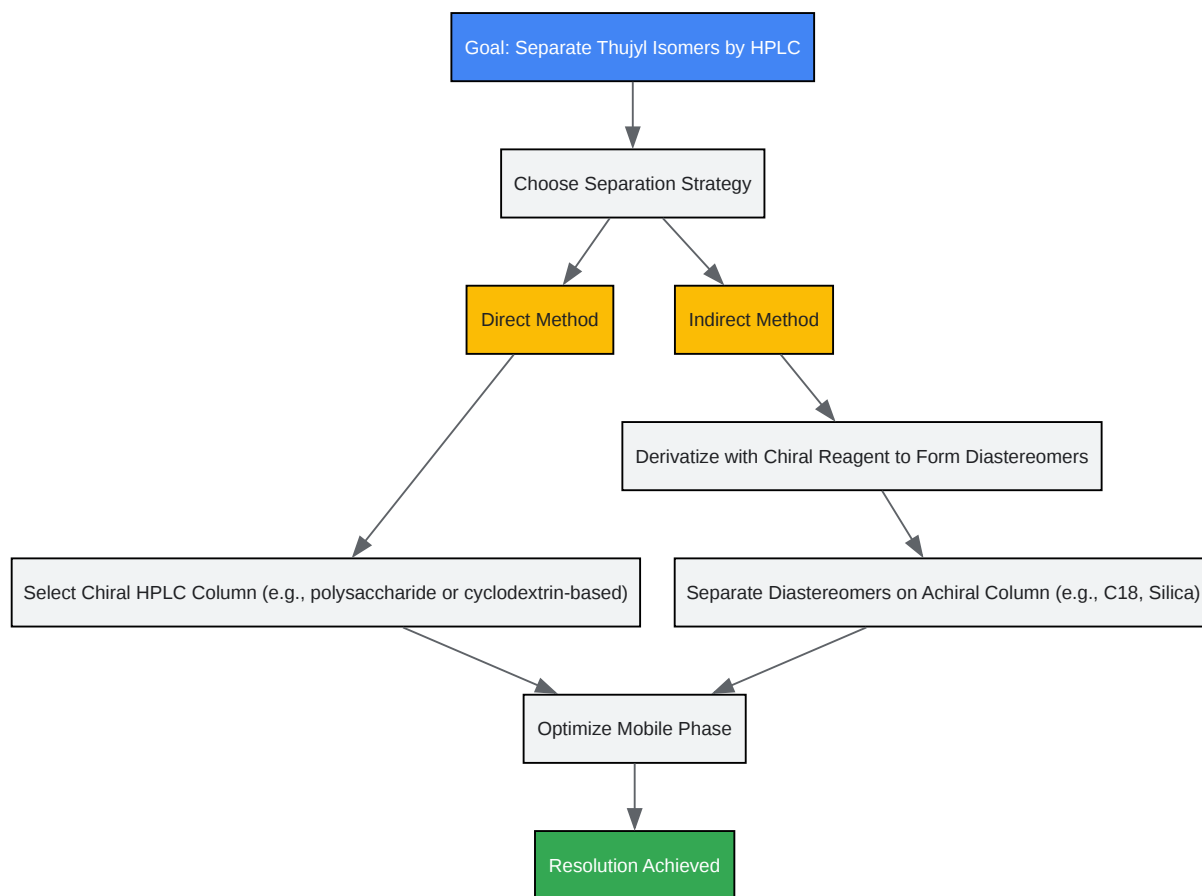 Goal: Separate Thujyl Isomers by HPLC
Choose Separation Strategy
Direct Method
Indirect Method
Derivatize with Chiral Reagent to Form Diastereomers
Select Chiral HPLC Column (e.g., polysaccharide or cyclodextrin-based)
Separate Diastereomers on Achiral Column (e.g., C18, Silica)
Optimize Mobile Phase
Resolution Achieved